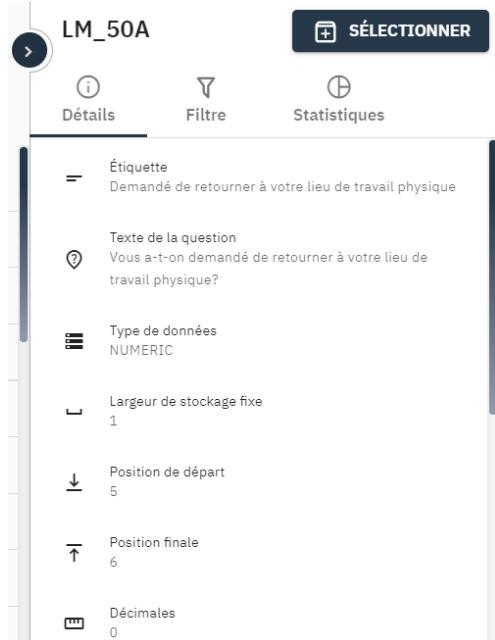 LM_50A
SÉLECTIONNER
Détails
Filtre
Statistiques
Étiquette
Demandé de retourner à votre lieu de travail physique
Texte de la question
Vous a-t-on demandé de retourner à votre lieu de
travail physique?
Type de données
NUMERIC
Largeur de stockage fixe
1
Position de départ
5
Position finale
6
Décimales
0